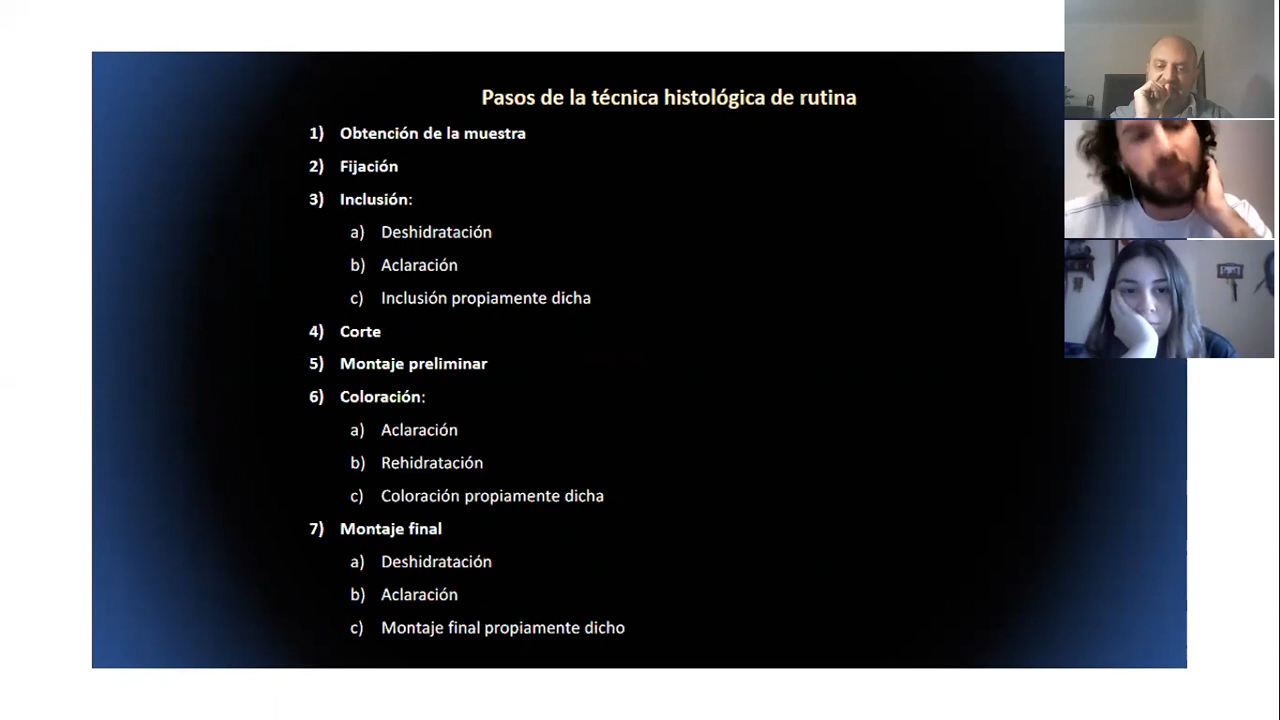 Pasos de la técnica histológica de rutina
1) Obtención de la muestra
2) Fijación
3) Inclusión:
a) Deshidratación
b) Aclaración
c) Inclusión propiamente dicha
4) Corte
5) Montaje preliminar
6) Coloración:
a) Aclaración
b) Rehidratación
c) Coloración propiamente dicha
7) Montaje final
a) Deshidratación
b) Aclaración
c) Montaje final propiamente dicho